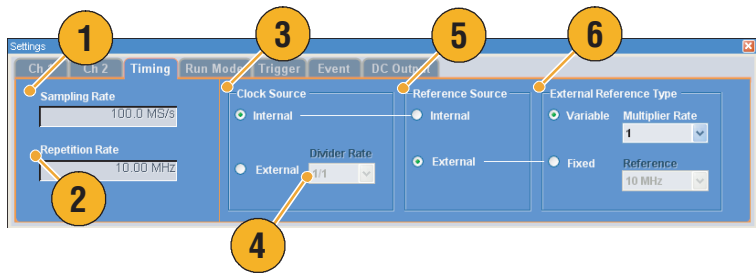 1
3
5
6
Settings
Ch 1 Ch 2 Timing Run Mode Trigger Event DC Output
Sampling Rate
100.0 MS/s
Repetition Rate
10.00 MHz
2
Clock Source
Internal
External
Divider Rate
1/1
4
Reference Source
Internal
External
External Reference Type
Variable
Multiplier Rate
1
Fixed
Reference
10 MHz